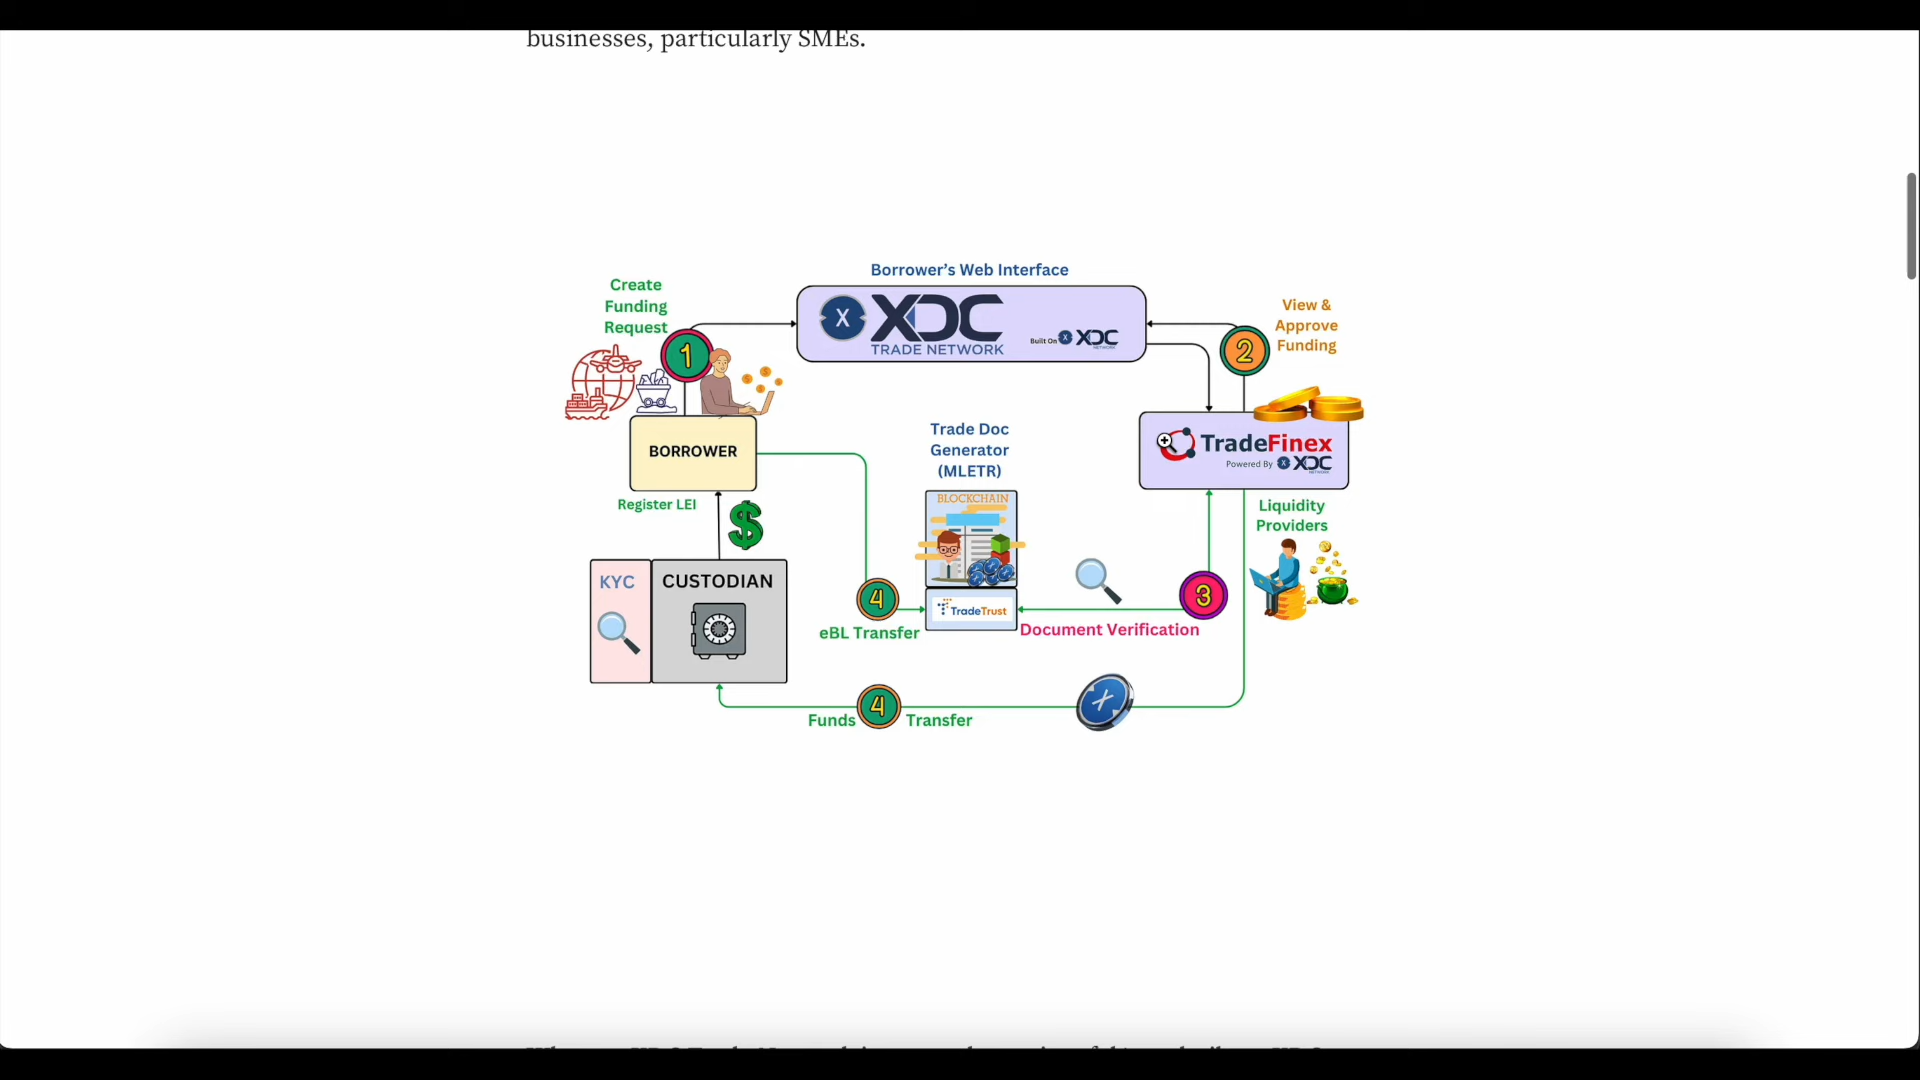 businesses, particularly SMEs.
Borrower's Web Interface
Create
Funding
Request
1
X
XDC
TRADE NETWORK
Built On XDC
NETWORK
View &
Approve
Funding
2
BORROWER
Register LEI
$
Trade Doc
Generator
(MLETR)
BLOCKCHAIN
TradeTrust
TradeFinex
Powered By XDC
NETWORK
Liquidity
Providers
KYC
CUSTODIAN
4
eBL Transfer
3
Document Verification
4
Funds Transfer